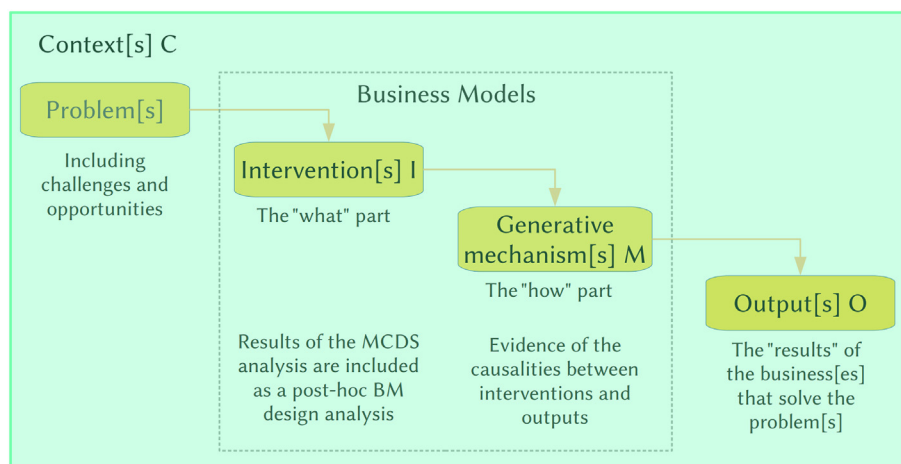 Context[s] C
Problem[s]
Including
challenges and
opportunities
Business Models
Intervention[s] I
The "what" part
Generative
mechanism[s] M
The "how" part
Output[s] O
Results of the MCDS
analysis are included
as a post-hoc BM
design analysis
Evidence of the
causalities between
interventions and
outputs
The "results" of
the business[es]
that solve the
problem[s]